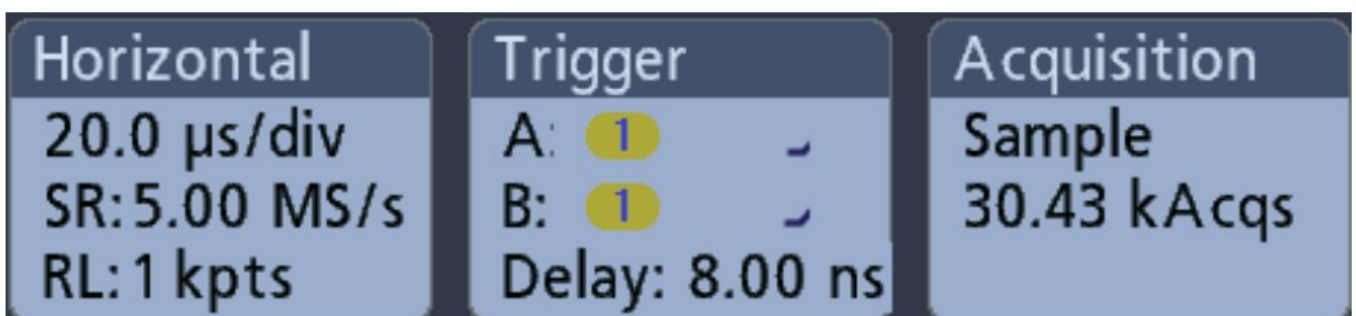 Horizontal
20.0 µs/div
SR: 5.00 MS/s
RL: 1 kpts
Trigger
A: 1
B: 1
Delay: 8.00 ns
Acquisition
Sample
30.43 kAcqs